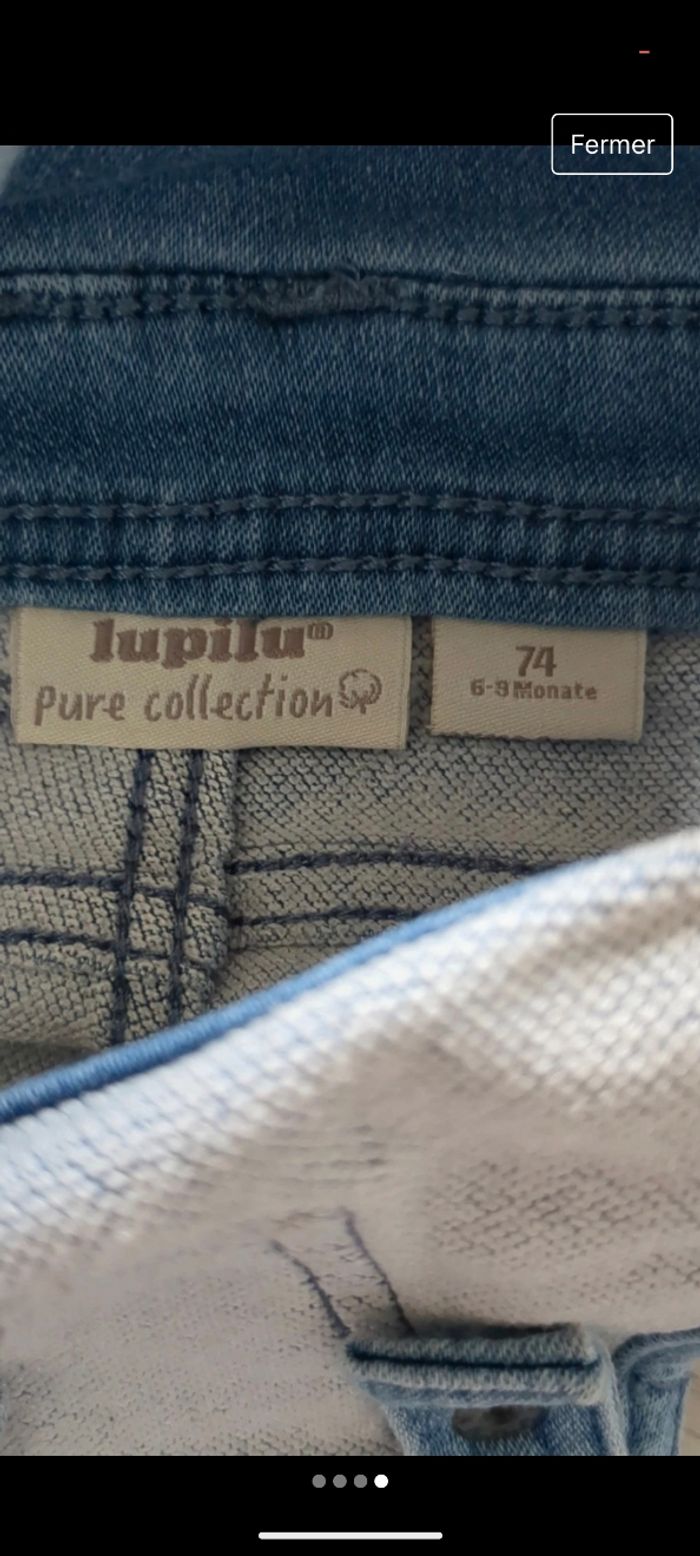 Fermer
lupilu®
pure collection
74
6-9 Monate